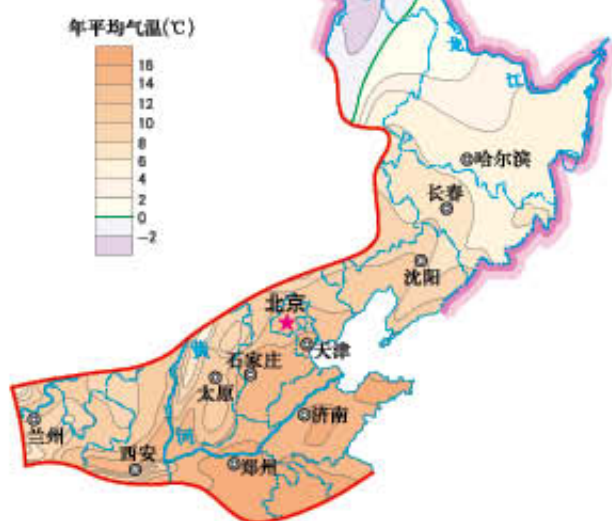 年平均气温(℃)
16
14
12
10
8
6
4
2
0
-2
龙
江
哈尔滨
长春
沈阳
北京
天津
黄
石家庄
太原
济南
兰州
河
西安
郑州